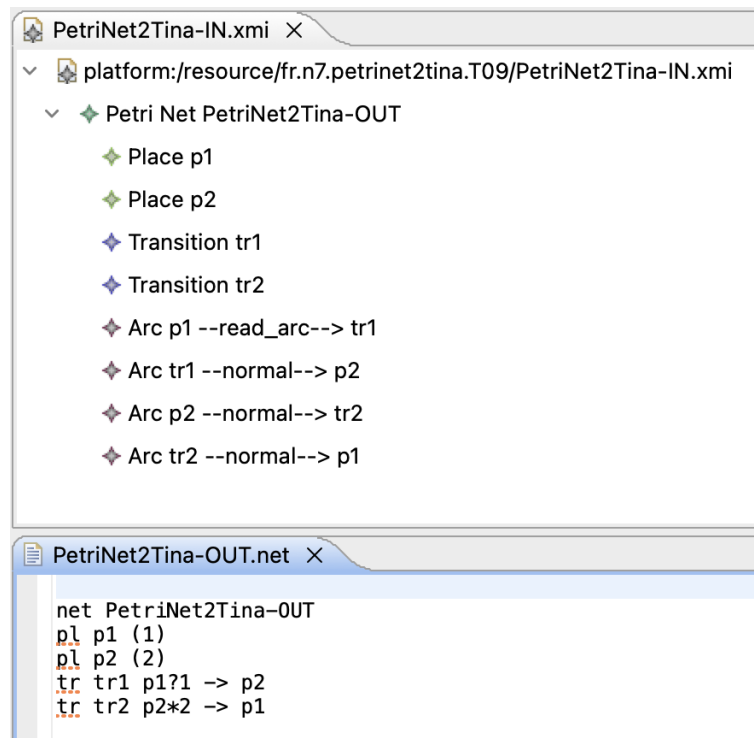 PetriNet2Tina-IN.xmi
platform:/resource/fr.n7.petrinet2tina.T09/PetriNet2Tina-IN.xmi
Petri Net PetriNet2Tina-OUT
Place p1
Place p2
Transition tr1
Transition tr2
Arc p1 --read_arc--> tr1
Arc tr1 --normal--> p2
Arc p2 --normal--> tr2
Arc tr2 --normal--> p1
PetriNet2Tina-OUT.net
net PetriNet2Tina-OUT
pl p1 (1)
pl p2 (2)
tr tr1 p1?1 -> p2
tr tr2 p2*2 -> p1